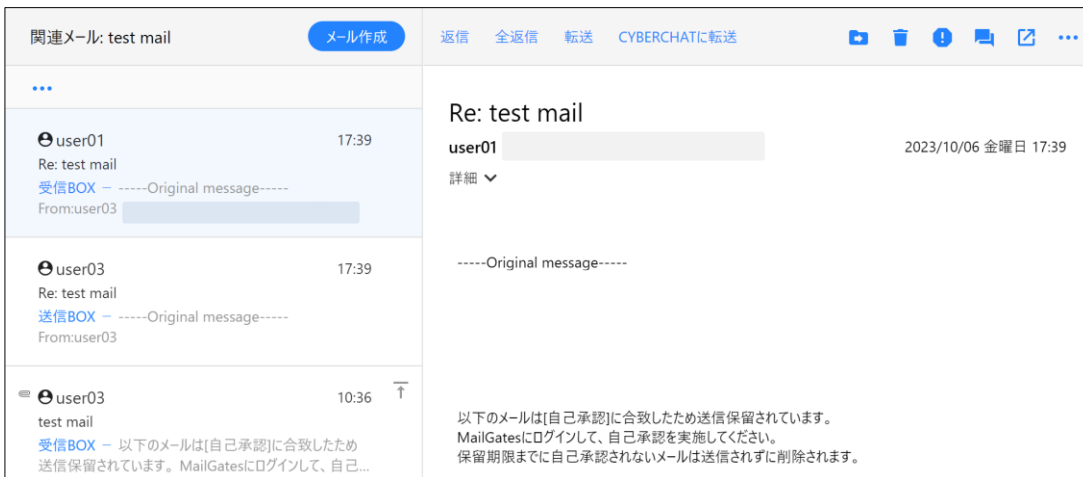 関連メール: test mail
メール作成
返信 全返信 転送 CYBERCHATに転送
user01 17:39
Re: test mail
受信BOX － -----Original message-----
From:user03
user03 17:39
Re: test mail
送信BOX － -----Original message-----
From:user03
user03 10:36
test mail
受信BOX － 以下のメールは[自己承認]に合致したため
送信保留されています。MailGatesにログインして、自己...
Re: test mail
user01 2023/10/06 金曜日 17:39
詳細
-----Original message-----
以下のメールは[自己承認]に合致したため送信保留されています。
MailGatesにログインして、自己承認を実施してください。
保留期限までに自己承認されないメールは送信されずに削除されます。